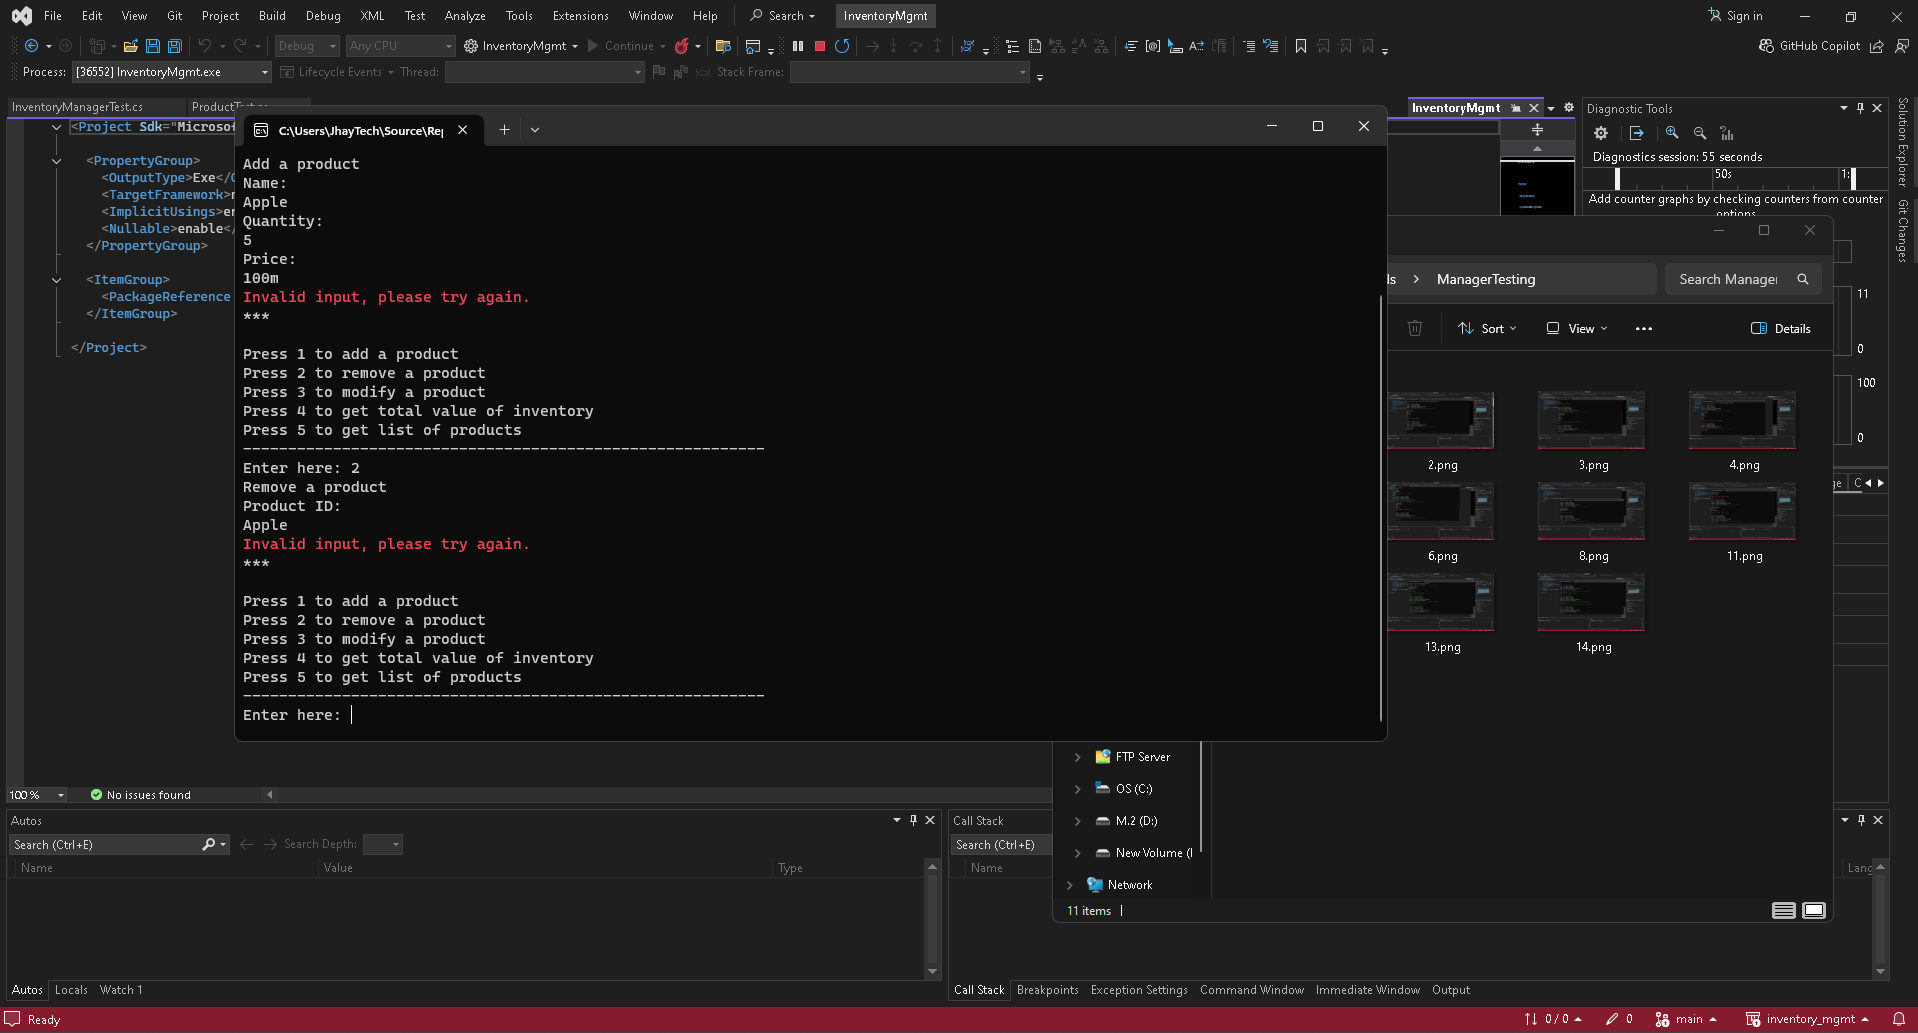 File Edit View Git Project Build Debug XML Test Analyze Tools Extensions Window Help Search InventoryMgmt Sign in
Debug Any CPU InventoryMgmt Continue GitHub Copilot
Process: [36552] InventoryMgmt.exe Lifecycle Events Thread: Stack Frame:
InventoryManagerTest.cs ProductTest.cs InventoryMgmt
<Project Sdk="Microsof
<PropertyGroup>
<OutputType>Exe</
<TargetFramework>
<ImplicitUsings>en
<Nullable>enable</
</PropertyGroup>
<ItemGroup>
<PackageReference
</ItemGroup>
</Project>
C:\Users\JhayTech\Source\Rep
Add a product
Name:
Apple
Quantity:
5
Price:
100m
Invalid input, please try again.
***
Press 1 to add a product
Press 2 to remove a product
Press 3 to modify a product
Press 4 to get total value of inventory
Press 5 to get list of products
----------------------------------------------------------
Enter here: 2
Remove a product
Product ID:
Apple
Invalid input, please try again.
***
Press 1 to add a product
Press 2 to remove a product
Press 3 to modify a product
Press 4 to get total value of inventory
Press 5 to get list of products
----------------------------------------------------------
Enter here:
Diagnostic Tools
Diagnostics session: 55 seconds
50s 1:
Add counter graphs by checking counters from counter
options
Solution Explorer
Git Changes
ls > ManagerTesting Search Manager
Sort View ... Details
11
0
100
0
2.png 3.png 4.png
6.png 8.png 11.png
13.png 14.png
FTP Server
OS (C:)
M.2 (D:)
New Volume (
Network
11 items
100 % No issues found
Autos
Search (Ctrl+E) Search Depth:
Name Value Type
Autos Locals Watch 1
Call Stack
Search (Ctrl+E)
Name Lang
Call Stack Breakpoints Exception Settings Command Window Immediate Window Output
Ready 0 / 0 0 main inventory_mgmt